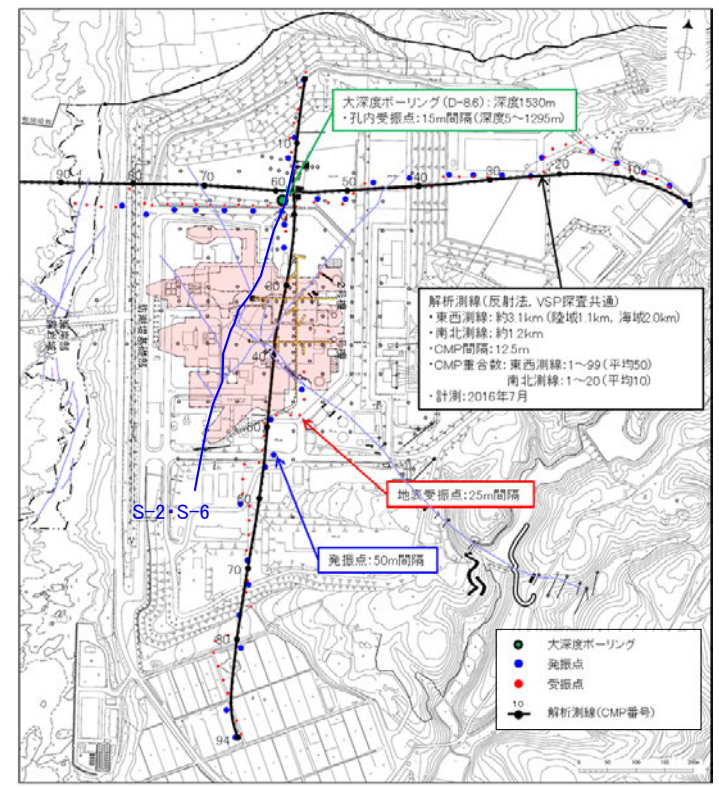 大深度ボーリング(D-8.6):深度1530m
・孔内受振点:15m間隔(深度5～1295m)
10
90
70
60
50
40
30
20
10
解析測線(反射法、VSP探査共通)
・東西測線:約3.1km(陸域1.1km, 海域2.0km)
・南北測線:約1.2km
・CMP間隔:12.5m
・CMP重合数:東西測線:1～99(平均50)
南北測線:1～20(平均10)
・計測:2016年7月
防潮堤基礎部
40
地表受振点:25m間隔
S-2・S-6
60
発振点:50m間隔
70
80
94
大深度ボーリング
発振点
受振点
10
解析測線(CMP番号)